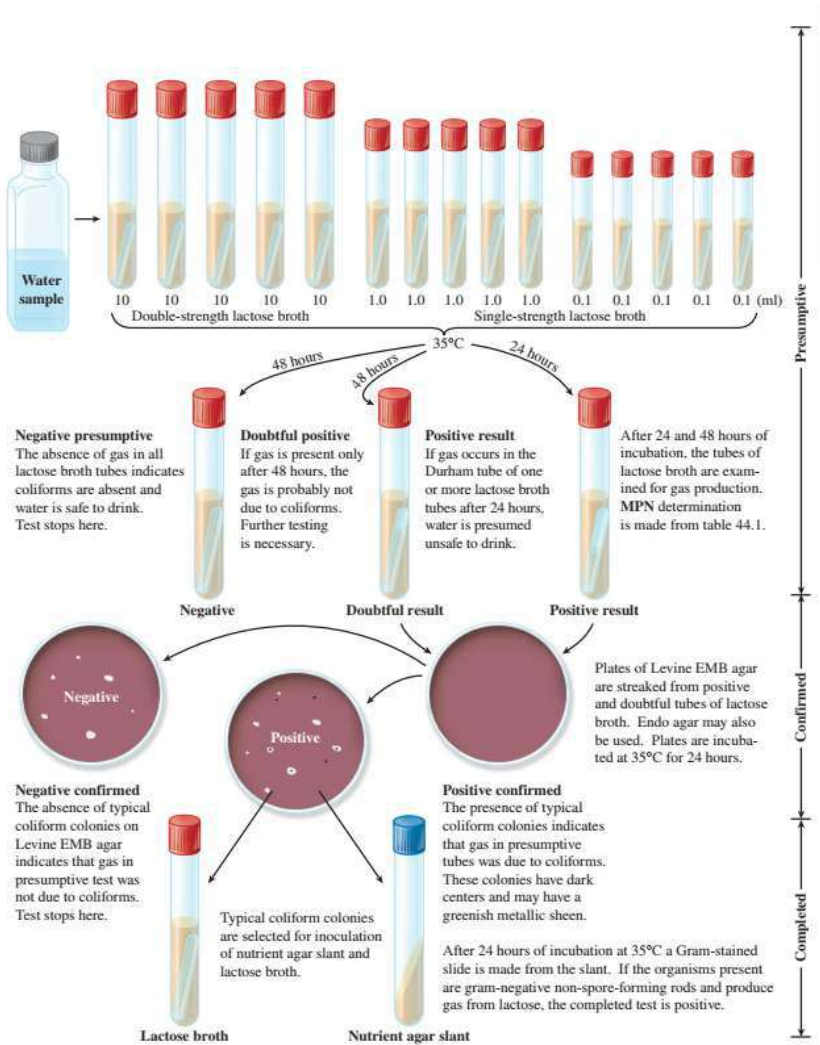 Water
sample
10 10 10 10 10 1.0 1.0 1.0 1.0 1.0 0.1 0.1 0.1 0.1 0.1 (ml)
Double-strength lactose broth
Single-strength lactose broth
35°C
48 hours
48 hours
24 hours
Presumptive
Negative presumptive
The absence of gas in all
lactose broth tubes indicates
coliforms are absent and
water is safe to drink.
Test stops here.
Doubtful positive
If gas is present only
after 48 hours, the
gas is probably not
due to coliforms.
Further testing
is necessary.
Positive result
If gas occurs in the
Durham tube of one
or more lactose broth
tubes after 24 hours,
water is presumed
unsafe to drink.
After 24 and 48 hours of
incubation, the tubes of
lactose broth are exam-
ined for gas production.
MPN determination
is made from table 44.1.
Negative
Doubtful result
Positive result
Negative
Positive
Plates of Levine EMB agar
are streaked from positive
and doubtful tubes of lactose
broth. Endo agar may also
be used. Plates are incuba-
ted at 35°C for 24 hours.
Confirmed
Negative confirmed
The absence of typical
coliform colonies on
Levine EMB agar
indicates that gas in
presumptive test was
not due to coliforms.
Test stops here.
Positive confirmed
The presence of typical
coliform colonies indicates
that gas in presumptive
tubes was due to coliforms.
These colonies have dark
centers and may have a
greenish metallic sheen.
Typical coliform colonies
are selected for inoculation
of nutrient agar slant and
lactose broth.
After 24 hours of incubation at 35°C a Gram-stained
slide is made from the slant. If the organisms present
are gram-negative non-spore-forming rods and produce
gas from lactose, the completed test is positive.
Completed
Lactose broth
Nutrient agar slant